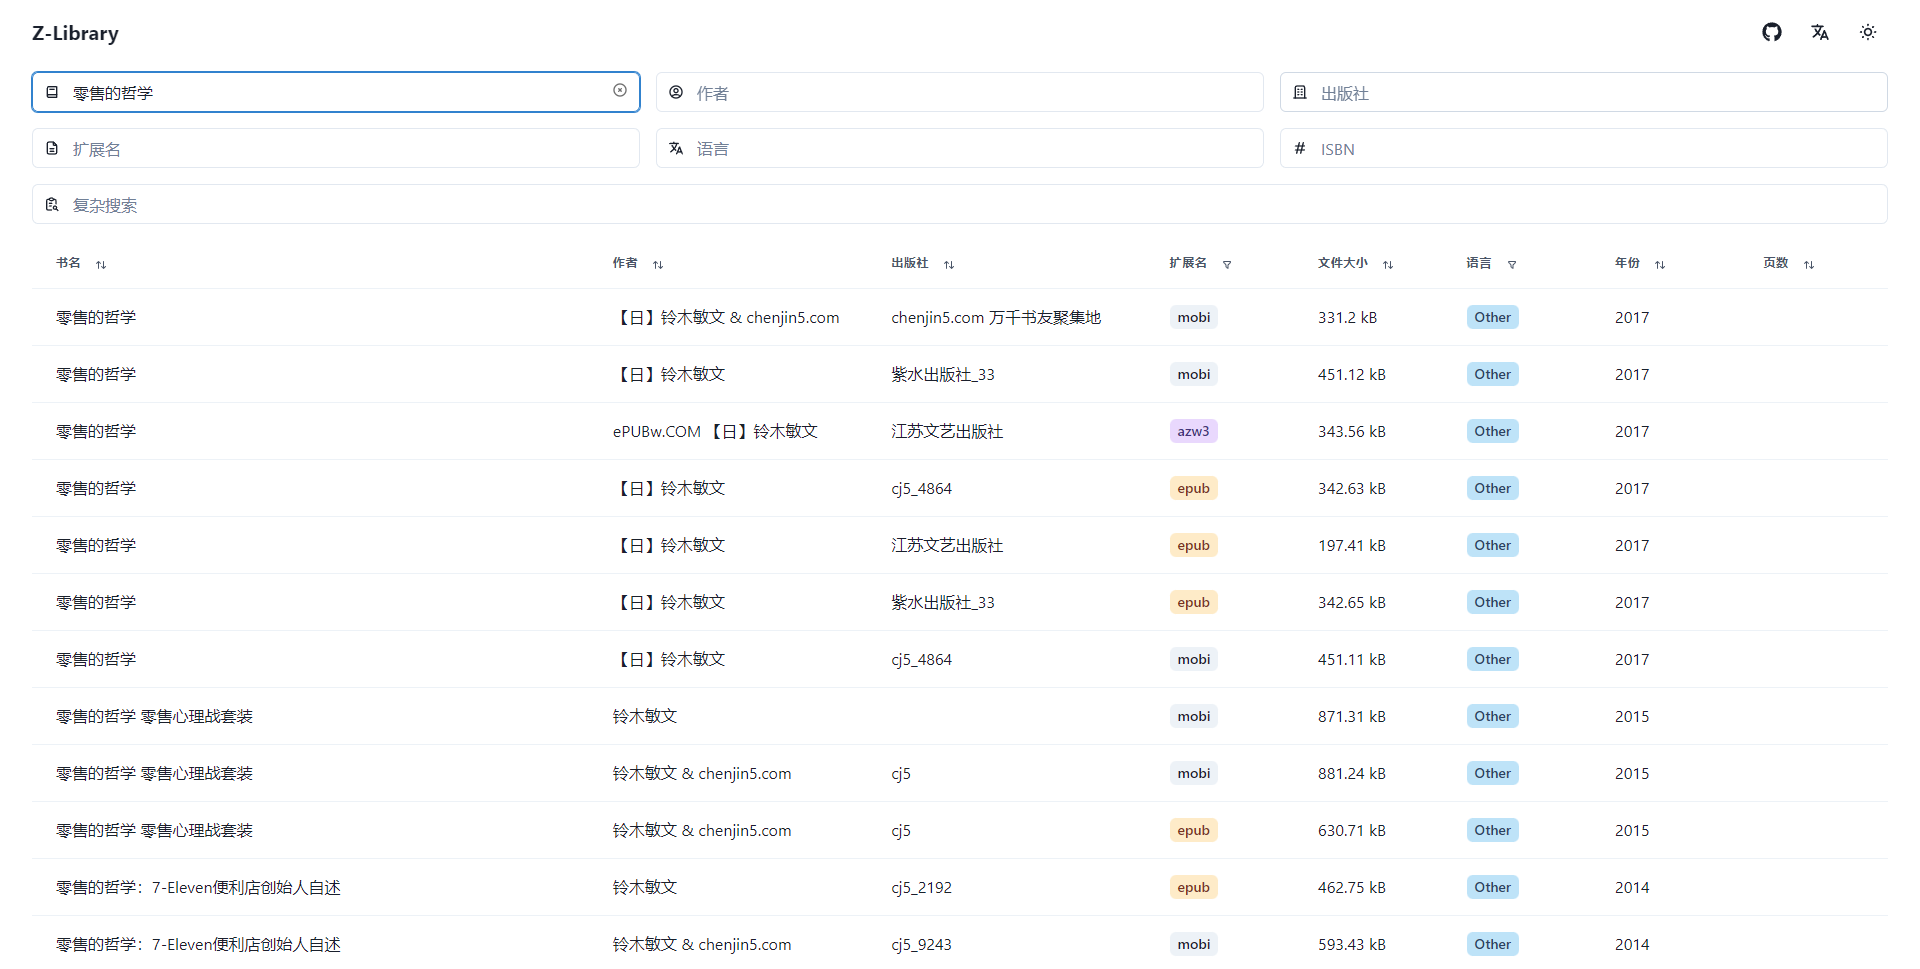 Z-Library
零售的哲学
作者
出版社
扩展名
语言
# ISBN
复杂搜索
书名 作者 出版社 扩展名 文件大小 语言 年份 页数
零售的哲学 【日】铃木敏文 & chenjin5.com chenjin5.com 万千书友聚集地 mobi 331.2 kB Other 2017
零售的哲学 【日】铃木敏文 紫水出版社_33 mobi 451.12 kB Other 2017
零售的哲学 ePUBw.COM 【日】铃木敏文 江苏文艺出版社 azw3 343.56 kB Other 2017
零售的哲学 【日】铃木敏文 cj5_4864 epub 342.63 kB Other 2017
零售的哲学 【日】铃木敏文 江苏文艺出版社 epub 197.41 kB Other 2017
零售的哲学 【日】铃木敏文 紫水出版社_33 epub 342.65 kB Other 2017
零售的哲学 【日】铃木敏文 cj5_4864 mobi 451.11 kB Other 2017
零售的哲学 零售心理战套装 铃木敏文 mobi 871.31 kB Other 2015
零售的哲学 零售心理战套装 铃木敏文 & chenjin5.com cj5 mobi 881.24 kB Other 2015
零售的哲学 零售心理战套装 铃木敏文 & chenjin5.com cj5 epub 630.71 kB Other 2015
零售的哲学：7-Eleven便利店创始人自述 铃木敏文 cj5_2192 epub 462.75 kB Other 2014
零售的哲学：7-Eleven便利店创始人自述 铃木敏文 & chenjin5.com cj5_9243 mobi 593.43 kB Other 2014